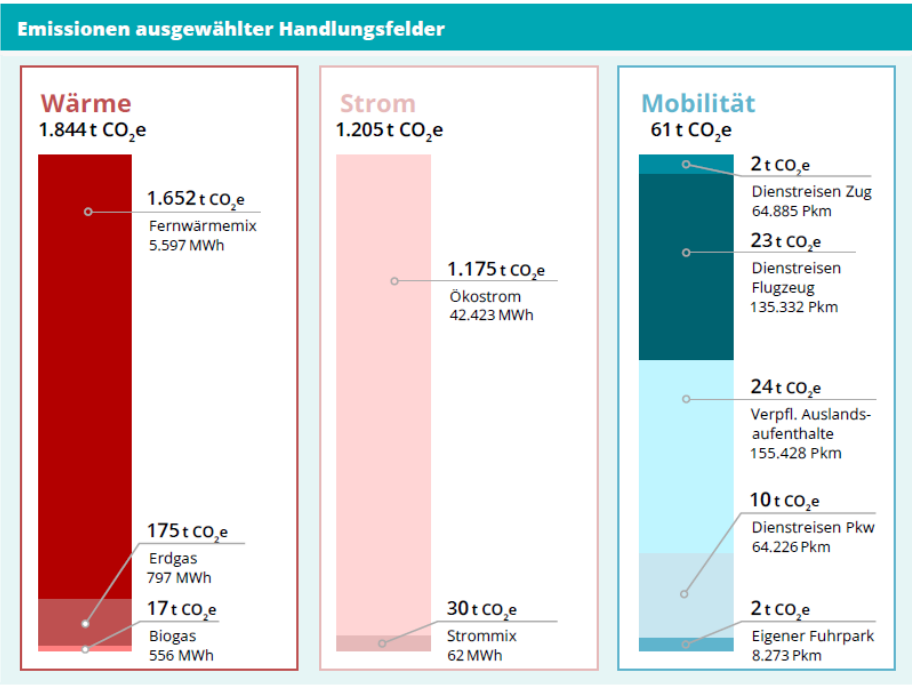 Emissionen ausgewählter Handlungsfelder
Wärme
1.844 t CO₂e
1.652 t CO₂e
Fernwärmemix
5.597 MWh
175 t CO₂e
Erdgas
797 MWh
17 t CO₂e
Biogas
556 MWh
Strom
1.205 t CO₂e
1.175 t CO₂e
Ökostrom
42.423 MWh
30 t CO₂e
Strommix
62 MWh
Mobilität
61 t CO₂e
2 t CO₂e
Dienstreisen Zug
64.885 Pkm
23 t CO₂e
Dienstreisen
Flugzeug
135.332 Pkm
24 t CO₂e
Verpfl. Auslands-
aufenthalte
155.428 Pkm
10 t CO₂e
Dienstreisen Pkw
64.226 Pkm
2 t CO₂e
Eigener Fuhrpark
8.273 Pkm